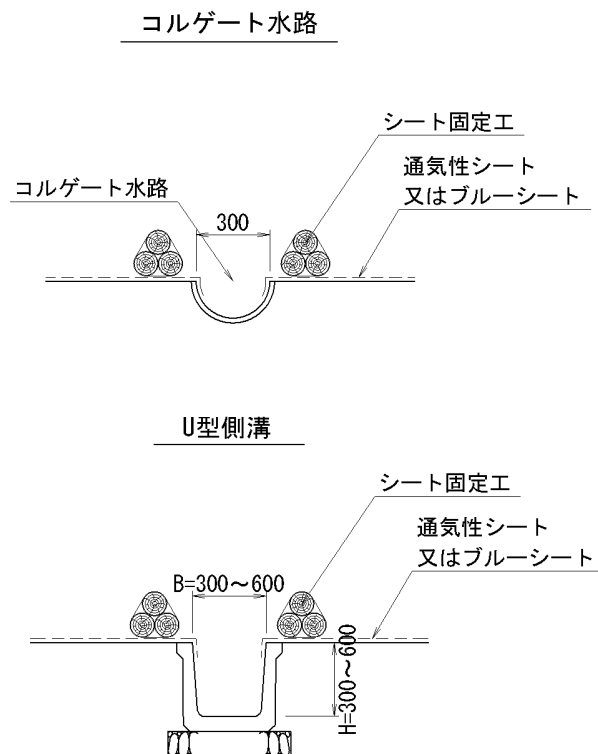 コルゲート水路
シート固定工
通気性シート
又はブルーシート
コルゲート水路
300
U型側溝
シート固定工
通気性シート
又はブルーシート
B=300～600
H=300～600